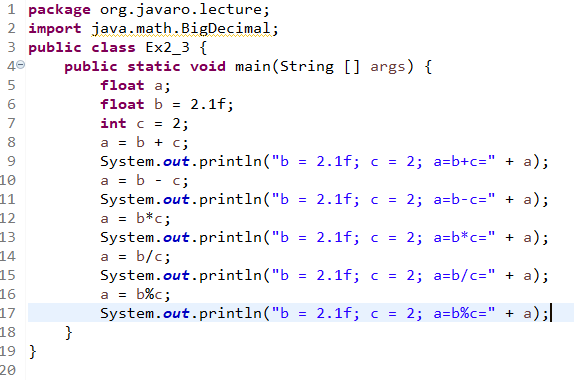 1 package org.javaro.lecture;
2 import java.math.BigDecimal;
3 public class Ex2_3 {
4 public static void main(String [] args) {
5 float a;
6 float b = 2.1f;
7 int c = 2;
8 a = b + c;
9 System.out.println("b = 2.1f; c = 2; a=b+c=" + a);
10 a = b - c;
11 System.out.println("b = 2.1f; c = 2; a=b-c=" + a);
12 a = b*c;
13 System.out.println("b = 2.1f; c = 2; a=b*c=" + a);
14 a = b/c;
15 System.out.println("b = 2.1f; c = 2; a=b/c=" + a);
16 a = b%c;
17 System.out.println("b = 2.1f; c = 2; a=b%c=" + a);
18 }
19 }
20